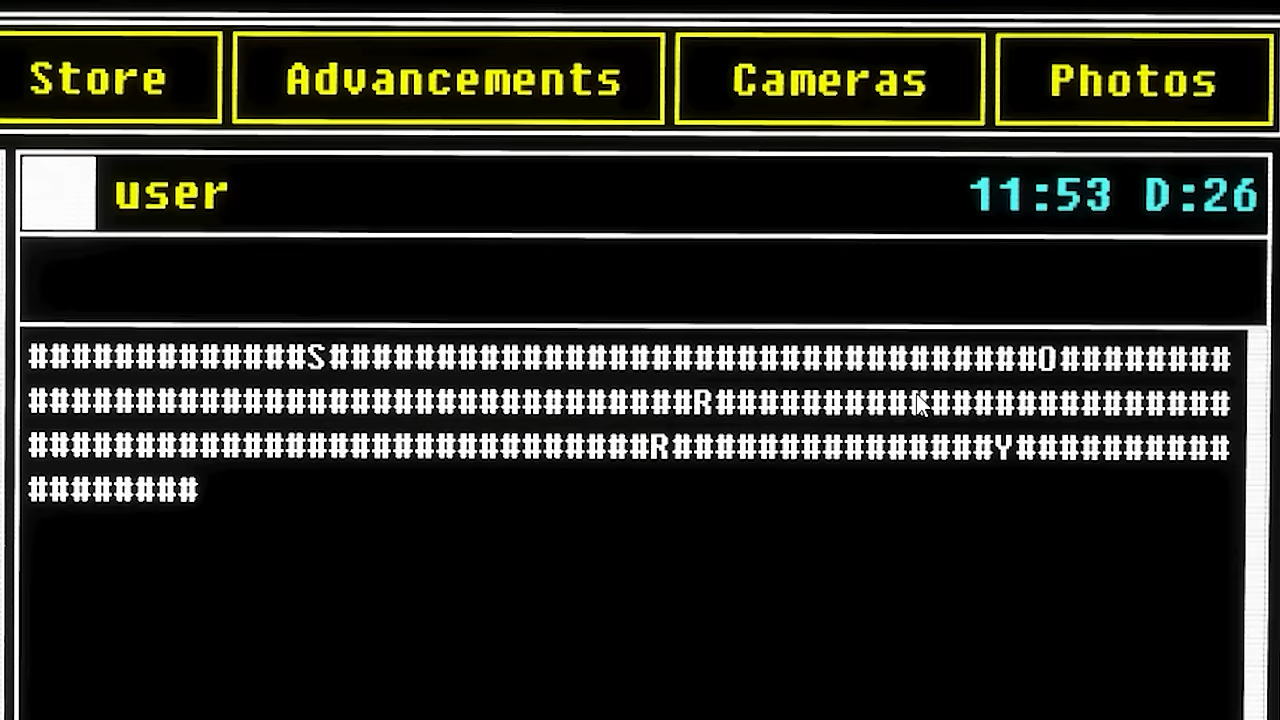 Store Advancements Cameras Photos
user 11:53 D:26
#############S#################################O########
###############################R########################
#############################R###############Y##########
########